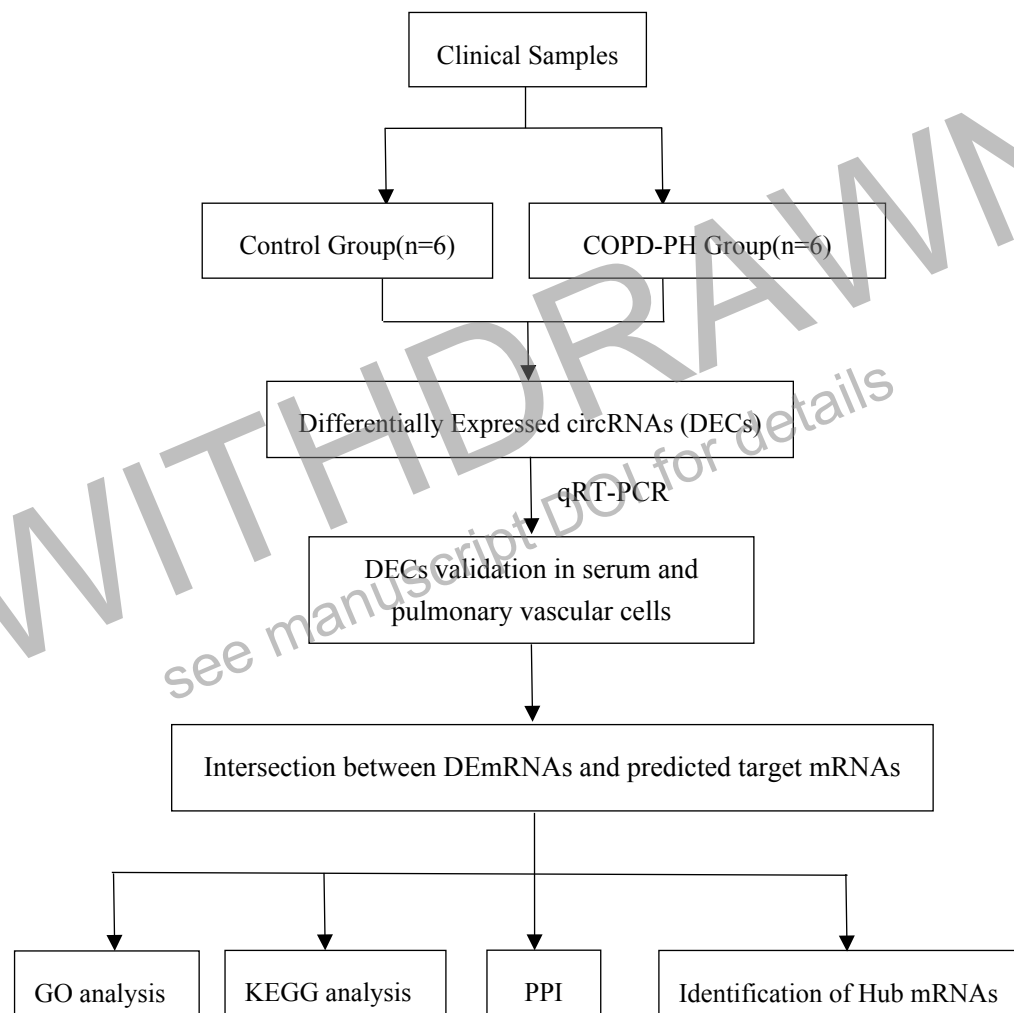 Clinical Samples
Control Group(n=6)
COPD-PH Group(n=6)
Differentially Expressed circRNAs (DECs)
qRT-PCR
DECs validation in serum and
pulmonary vascular cells
Intersection between DEmRNAs and predicted target mRNAs
GO analysis
KEGG analysis
PPI
Identification of Hub mRNAs
WITHDRAWN
see manuscript DOI for details